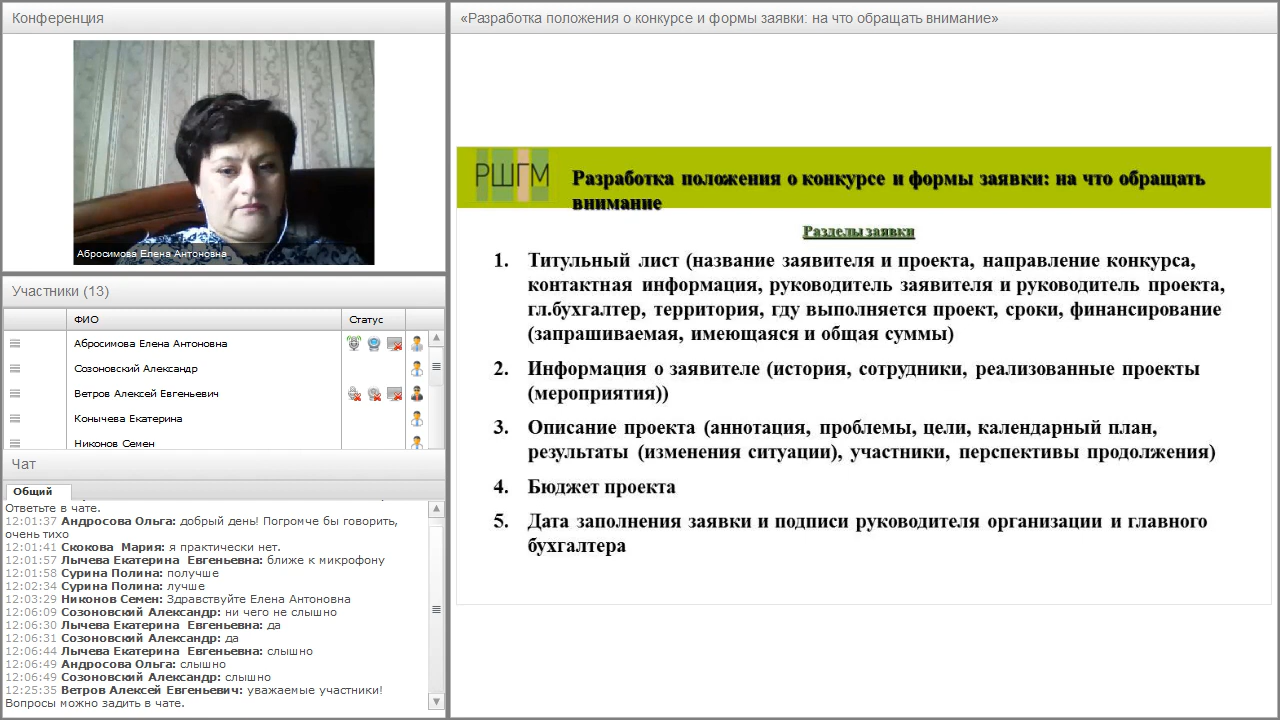 Конференция
Абросимова Елена Антоновна
Участники (13)
ФИО
Статус
Абросимова Елена Антоновна
Созоновский Александр
Ветров Алексей Евгеньевич
Конычева Екатерина
Никонов Семен
Чат
Общий
Ответьте в чате.
12:01:37 Андросова Ольга: добрый день! Погромче бы говорить,
очень тихо
12:01:41 Скокова Мария: я практически нет.
12:01:57 Лычева Екатерина Евгеньевна: ближе к микрофону
12:01:58 Сурина Полина: получше
12:02:34 Сурина Полина: лучше
12:03:29 Никонов Семен: Здравствуйте Елена Антоновна
12:06:09 Созоновский Александр: ни чего не слышно
12:06:30 Лычева Екатерина Евгеньевна: да
12:06:31 Созоновский Александр: да
12:06:44 Лычева Екатерина Евгеньевна: слышно
12:06:49 Андросова Ольга: слышно
12:06:49 Созоновский Александр: слышно
12:25:35 Ветров Алексей Евгеньевич: уважаемые участники!
Вопросы можно задить в чате.
«Разработка положения о конкурсе и формы заявки: на что обращать внимание»
РШГМ
Разработка положения о конкурсе и формы заявки: на что обращать
внимание
Разделы заявки
1. Титульный лист (название заявителя и проекта, направление конкурса,
контактная информация, руководитель заявителя и руководитель проекта,
гл.бухгалтер, территория, гду выполняется проект, сроки, финансирование
(запрашиваемая, имеющаяся и общая суммы)
2. Информация о заявителе (история, сотрудники, реализованные проекты
(мероприятия))
3. Описание проекта (аннотация, проблемы, цели, календарный план,
результаты (изменения ситуации), участники, перспективы продолжения)
4. Бюджет проекта
5. Дата заполнения заявки и подписи руководителя организации и главного
бухгалтера